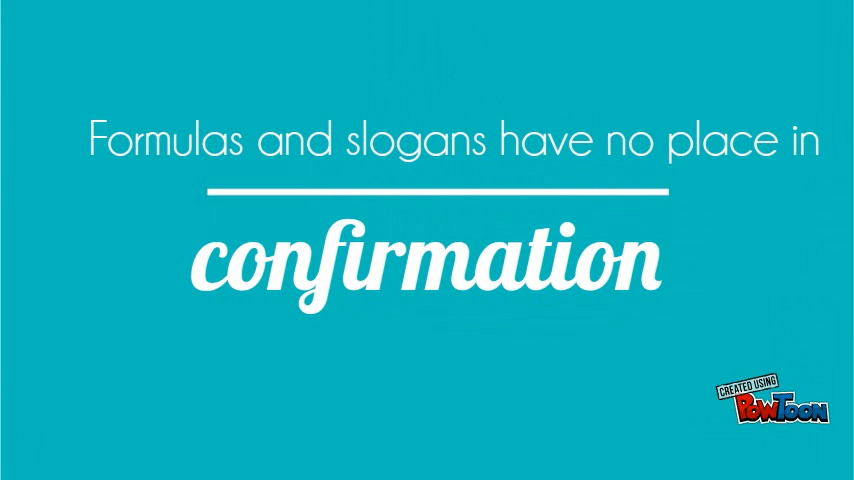 Formulas and slogans have no place in
confirmation
CREATED USING
POWTOON